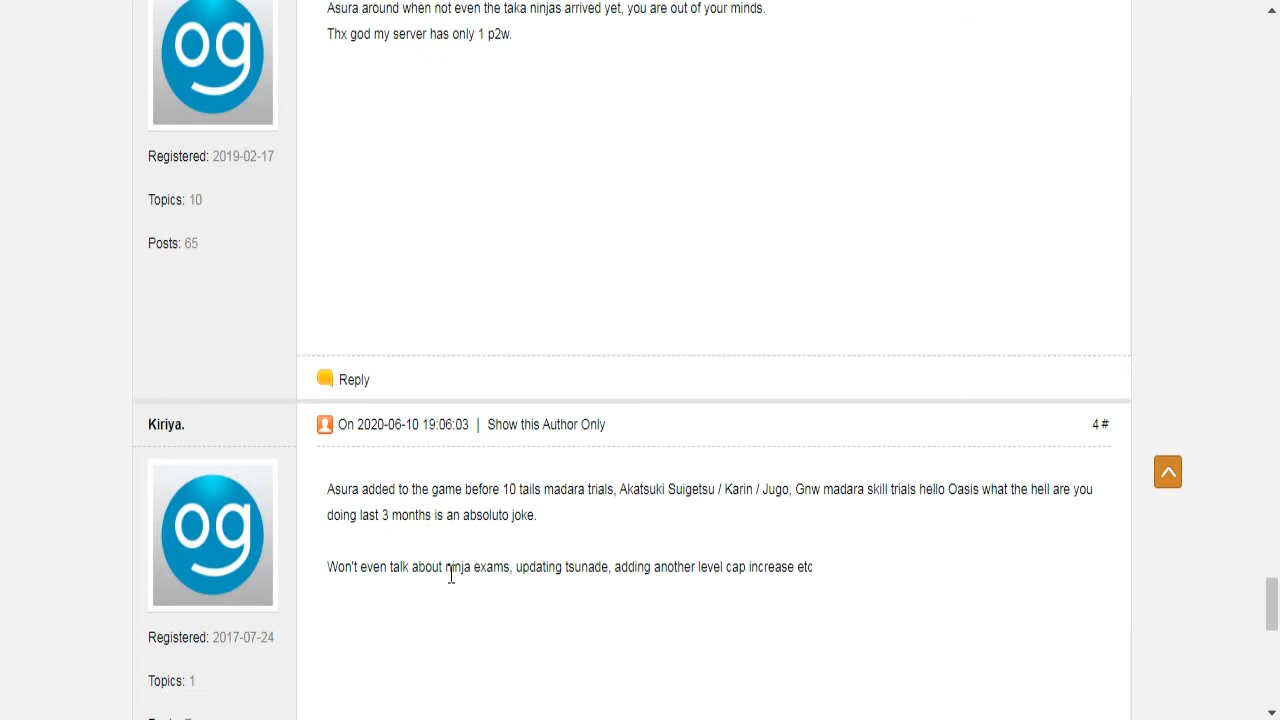 Asura around when not even the taka ninjas arrived yet, you are out of your minds.
Thx god my server has only 1 p2w.
og
Registered: 2019-02-17
Topics: 10
Posts: 65
Reply
Kiriya.
On 2020-06-10 19:06:03 | Show this Author Only
4#
Asura added to the game before 10 tails madara trials, Akatsuki Suigetsu / Karin / Jugo, Gnw madara skill trials hello Oasis what the hell are you
doing last 3 months is an absoluto joke.
Won't even talk about ninja exams, updating tsunade, adding another level cap increase etc
og
Registered: 2017-07-24
Topics: 1